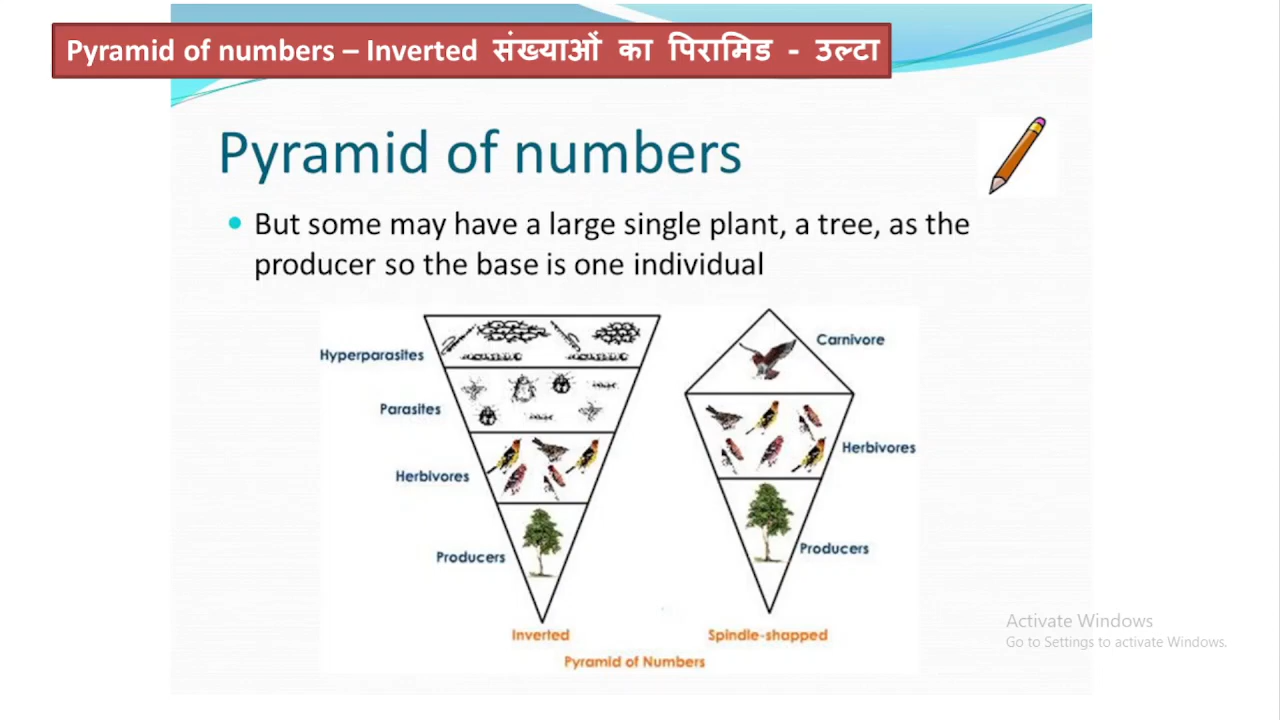 Pyramid of numbers – Inverted संख्याओं का पिरामिड - उल्टा
Pyramid of numbers
But some may have a large single plant, a tree, as the
producer so the base is one individual
Hyperparasites
Parasites
Herbivores
Producers
Inverted
Carnivore
Herbivores
Producers
Spindle-shapped
Pyramid of Numbers
Activate Windows
Go to Settings to activate Windows.